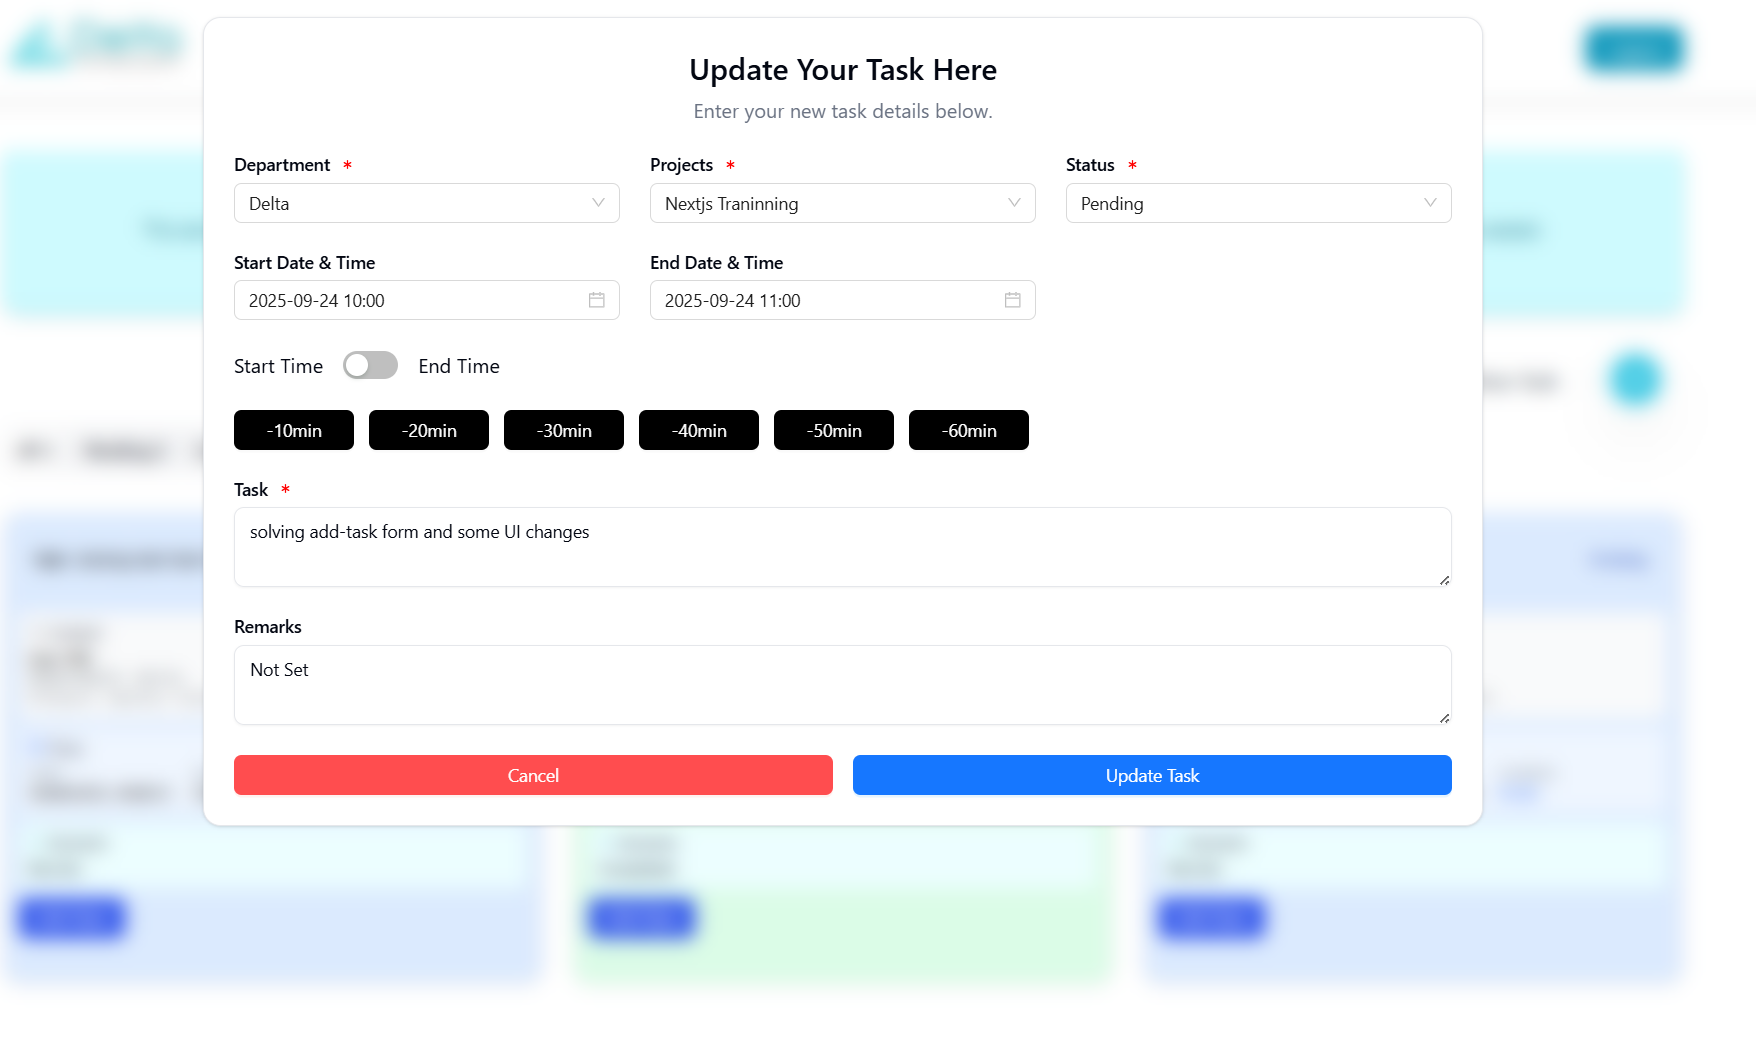 Update Your Task Here
Enter your new task details below.
Department *
Projects *
Status *
Delta
Nextjs Traninning
Pending
Start Date & Time
End Date & Time
2025-09-24 10:00
2025-09-24 11:00
Start Time
End Time
-10min
-20min
-30min
-40min
-50min
-60min
Task *
solving add-task form and some UI changes
Remarks
Not Set
Cancel
Update Task